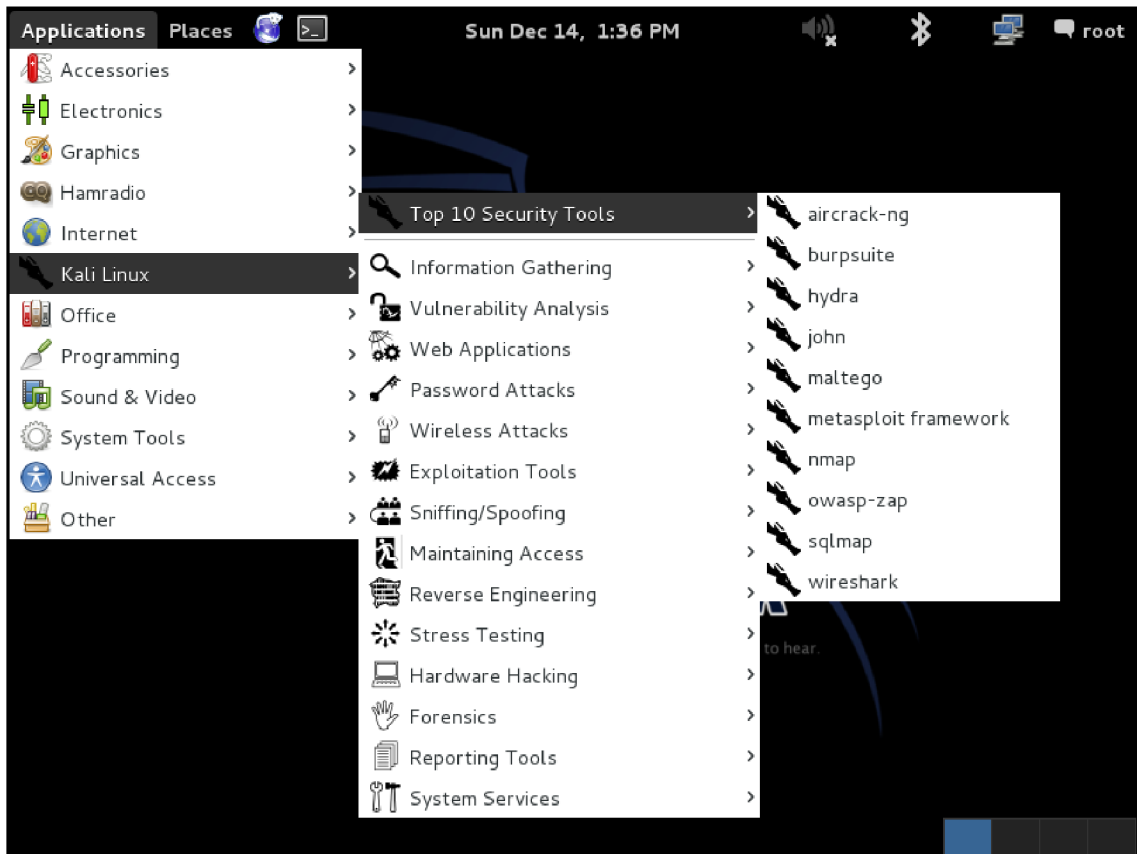 Applications Places Sun Dec 14, 1:36 PM root
Accessories
Electronics
Graphics
Hamradio
Internet
Kali Linux
Office
Programming
Sound & Video
System Tools
Universal Access
Other
Top 10 Security Tools
Information Gathering
Vulnerability Analysis
Web Applications
Password Attacks
Wireless Attacks
Exploitation Tools
Sniffing/Spoofing
Maintaining Access
Reverse Engineering
Stress Testing
Hardware Hacking
Forensics
Reporting Tools
System Services
aircrack-ng
burpsuite
hydra
john
maltego
metasploit framework
nmap
owasp-zap
sqlmap
wireshark
to hear.